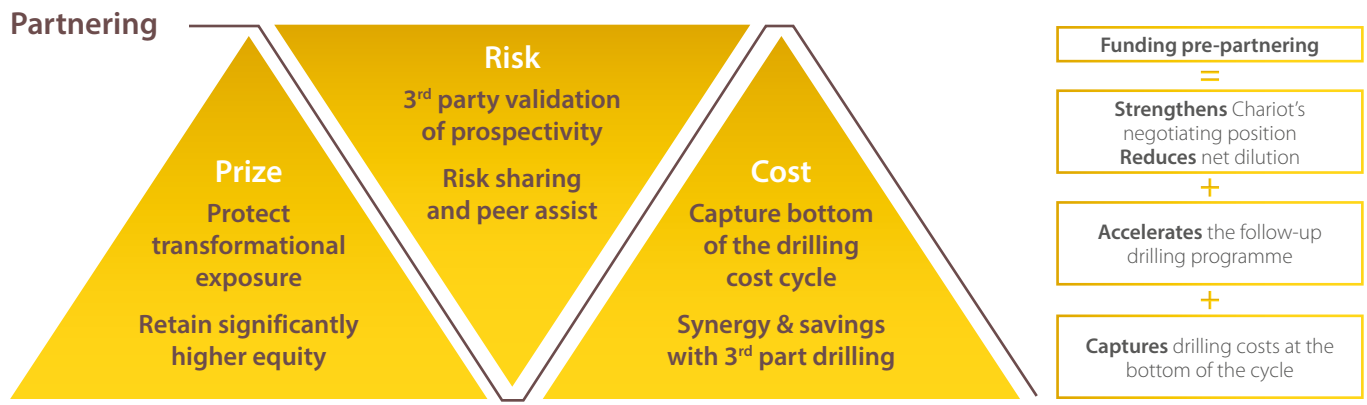 Partnering
Prize
Protect
transformational
exposure
Retain significantly
higher equity
Risk
3rd party validation
of prospectivity
Risk sharing
and peer assist
Cost
Capture bottom
of the drilling
cost cycle
Synergy & savings
with 3rd part drilling
Funding pre-partnering
=
Strengthens Chariot's
negotiating position
Reduces net dilution
+
Accelerates the follow-up
drilling programme
+
Captures drilling costs at the
bottom of the cycle